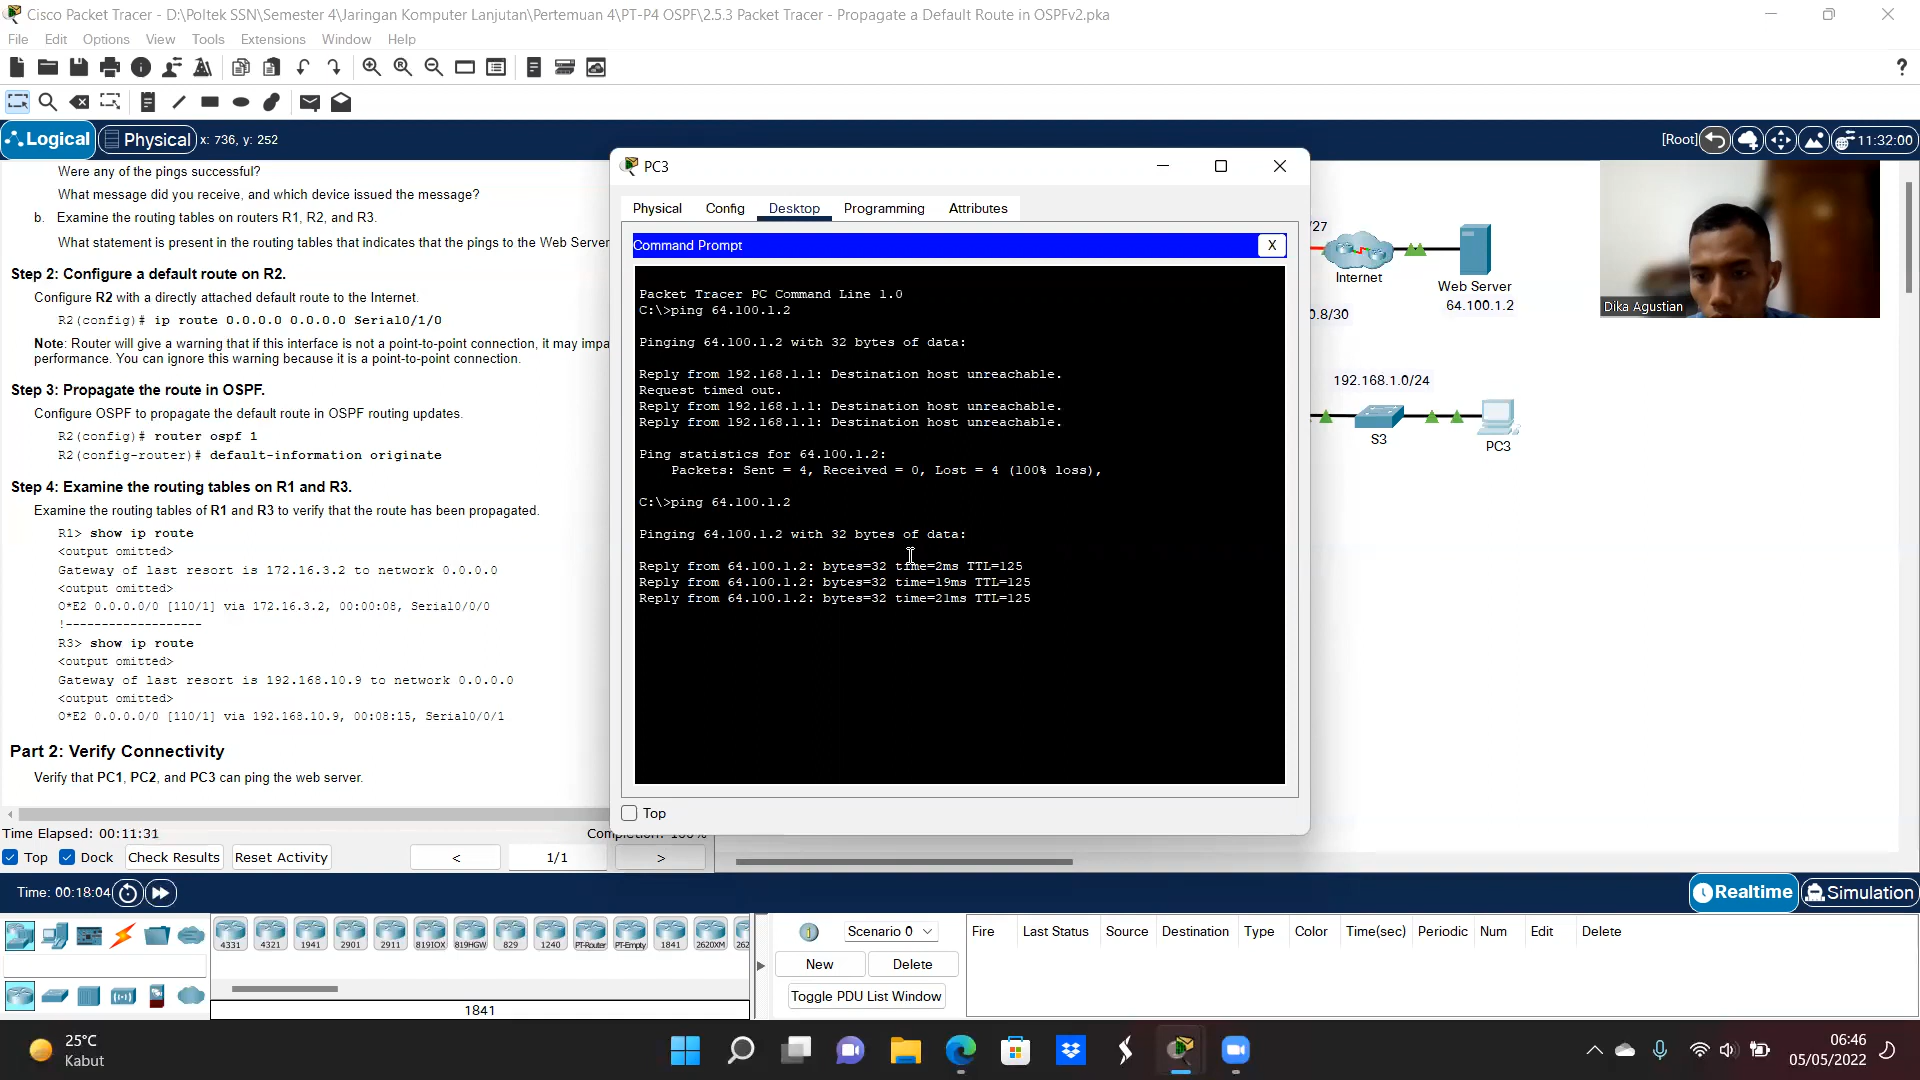 Cisco Packet Tracer - D:\Poltek SSN\Semester 4\Jaringan Komputer Lanjutan\Pertemuan 4\PT-P4 OSPF\2.5.3 Packet Tracer - Propagate a Default Route in OSPFv2.pka
File Edit Options View Tools Extensions Window Help
Logical Physical x: 736, y: 252
[Root] 11:32:00
Were any of the pings successful?
What message did you receive, and which device issued the message?
b. Examine the routing tables on routers R1, R2, and R3.
What statement is present in the routing tables that indicates that the pings to the Web Server
Step 2: Configure a default route on R2.
Configure R2 with a directly attached default route to the Internet.
R2(config)# ip route 0.0.0.0 0.0.0.0 Serial0/1/0
Note: Router will give a warning that if this interface is not a point-to-point connection, it may impa
performance. You can ignore this warning because it is a point-to-point connection.
Step 3: Propagate the route in OSPF.
Configure OSPF to propagate the default route in OSPF routing updates.
R2(config)# router ospf 1
R2(config-router)# default-information originate
Step 4: Examine the routing tables on R1 and R3.
Examine the routing tables of R1 and R3 to verify that the route has been propagated.
R1> show ip route
<output omitted>
Gateway of last resort is 172.16.3.2 to network 0.0.0.0
<output omitted>
O*E2 0.0.0.0/0 [110/1] via 172.16.3.2, 00:00:08, Serial0/0/0
!-------------------
R3> show ip route
<output omitted>
Gateway of last resort is 192.168.10.9 to network 0.0.0.0
<output omitted>
O*E2 0.0.0.0/0 [110/1] via 192.168.10.9, 00:08:15, Serial0/0/1
Part 2: Verify Connectivity
Verify that PC1, PC2, and PC3 can ping the web server.
Time Elapsed: 00:11:31
Completion: 100%
Top Dock Check Results Reset Activity < 1/1 >
PC3
Physical Config Desktop Programming Attributes
Command Prompt X
Packet Tracer PC Command Line 1.0
C:\>ping 64.100.1.2
Pinging 64.100.1.2 with 32 bytes of data:
Reply from 192.168.1.1: Destination host unreachable.
Request timed out.
Reply from 192.168.1.1: Destination host unreachable.
Reply from 192.168.1.1: Destination host unreachable.
Ping statistics for 64.100.1.2:
Packets: Sent = 4, Received = 0, Lost = 4 (100% loss),
C:\>ping 64.100.1.2
Pinging 64.100.1.2 with 32 bytes of data:
Reply from 64.100.1.2: bytes=32 time=2ms TTL=125
Reply from 64.100.1.2: bytes=32 time=19ms TTL=125
Reply from 64.100.1.2: bytes=32 time=21ms TTL=125
Top
/27
Internet
Web Server
64.100.1.2
0.8/30
192.168.1.0/24
S3
PC3
Dika Agustian
Time: 00:18:04
Realtime Simulation
4331 4321 1941 2901 2911 819IOX 819HGW 829 1240 PT-Router PT-Empty 1841 2620XM 262
1841
Scenario 0
New Delete
Toggle PDU List Window
Fire Last Status Source Destination Type Color Time(sec) Periodic Num Edit Delete
25°C
Kabut
06:46
05/05/2022